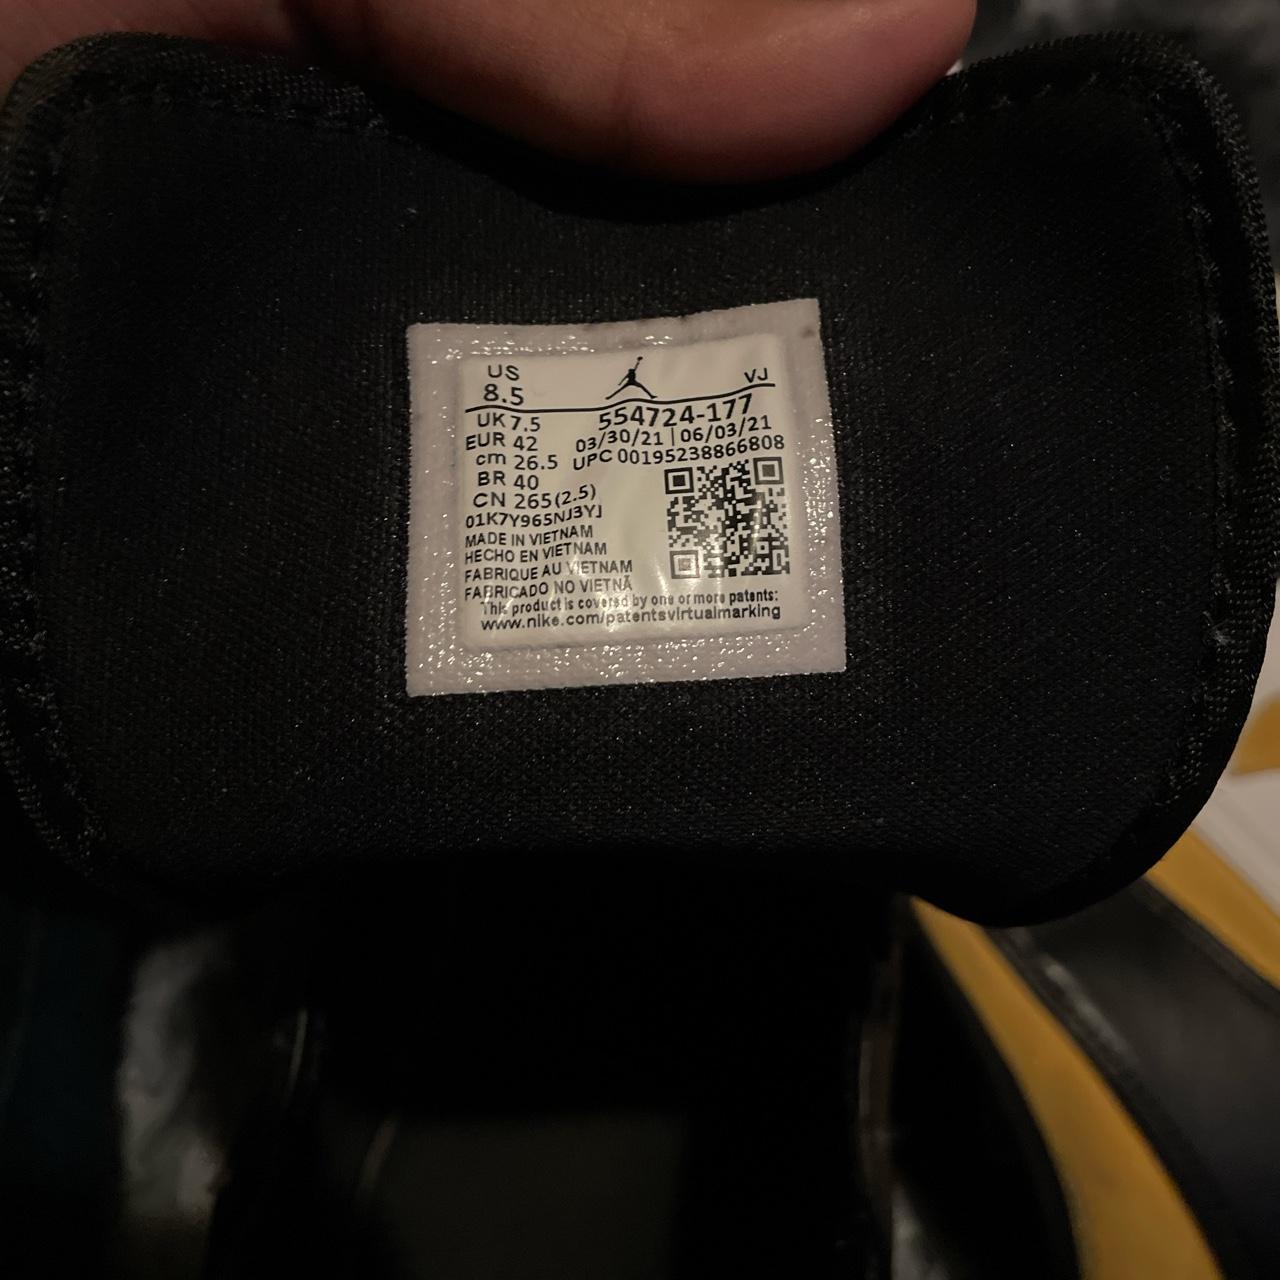 US
8.5
VJ
UK 7.5
554724-177
EUR 42
03/30/21 | 06/03/21
cm 26.5
UPC 00195238866808
BR 40
CN 265(2.5)
01K7Y965NJ3YJ
MADE IN VIETNAM
HECHO EN VIETNAM
FABRIQUE AU VIETNAM
FABRICADO NO VIETNÃ
This product is covered by one or more patents:
www.nike.com/patentsvirtualmarking